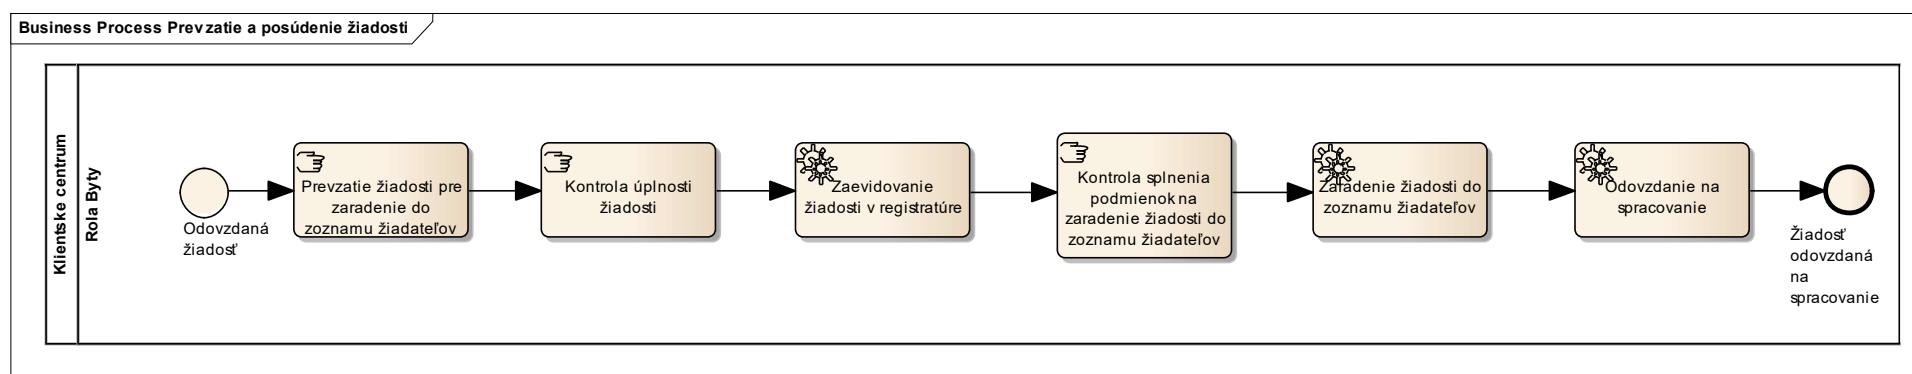 Business Process Prevzatie a posúdenie žiadosti
Klientske centrum
Rola Byty
Odovzdaná
žiadosť
Prevzatie žiadosti pre
zaradenie do
zoznamu žiadateľov
Kontrola úplnosti
žiadosti
Zaevidovanie
žiadosti v registratúre
Kontrola splnenia
podmienok na
zaradenie žiadosti do
zoznamu žiadateľov
Zaradenie žiadosti do
zoznamu žiadateľov
Odovzdanie na
spracovanie
Žiadosť
odovzdaná
na
spracovanie